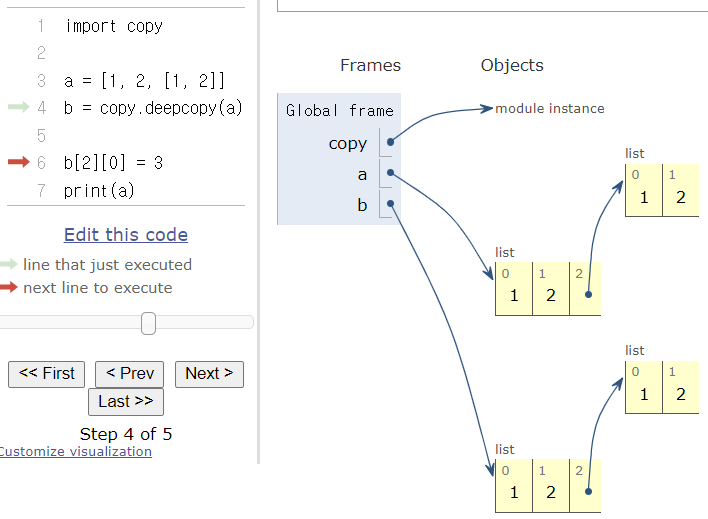 1 import copy
2
3 a = [1, 2, [1, 2]]
4 b = copy.deepcopy(a)
5
6 b[2][0] = 3
7 print(a)
Edit this code
line that just executed
next line to execute
<< First < Prev Next >
Last >>
Step 4 of 5
Customize visualization
Frames Objects
Global frame
copy
a
b
module instance
list
0 1
1 2
list
0 1 2
1 2
list
0 1
1 2
list
0 1 2
1 2